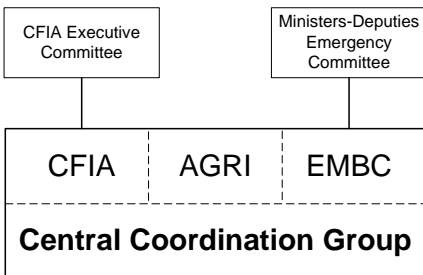 CFIA Executive
Committee
Ministers-Deputies
Emergency
Committee
CFIA AGRI EMBC
Central Coordination Group